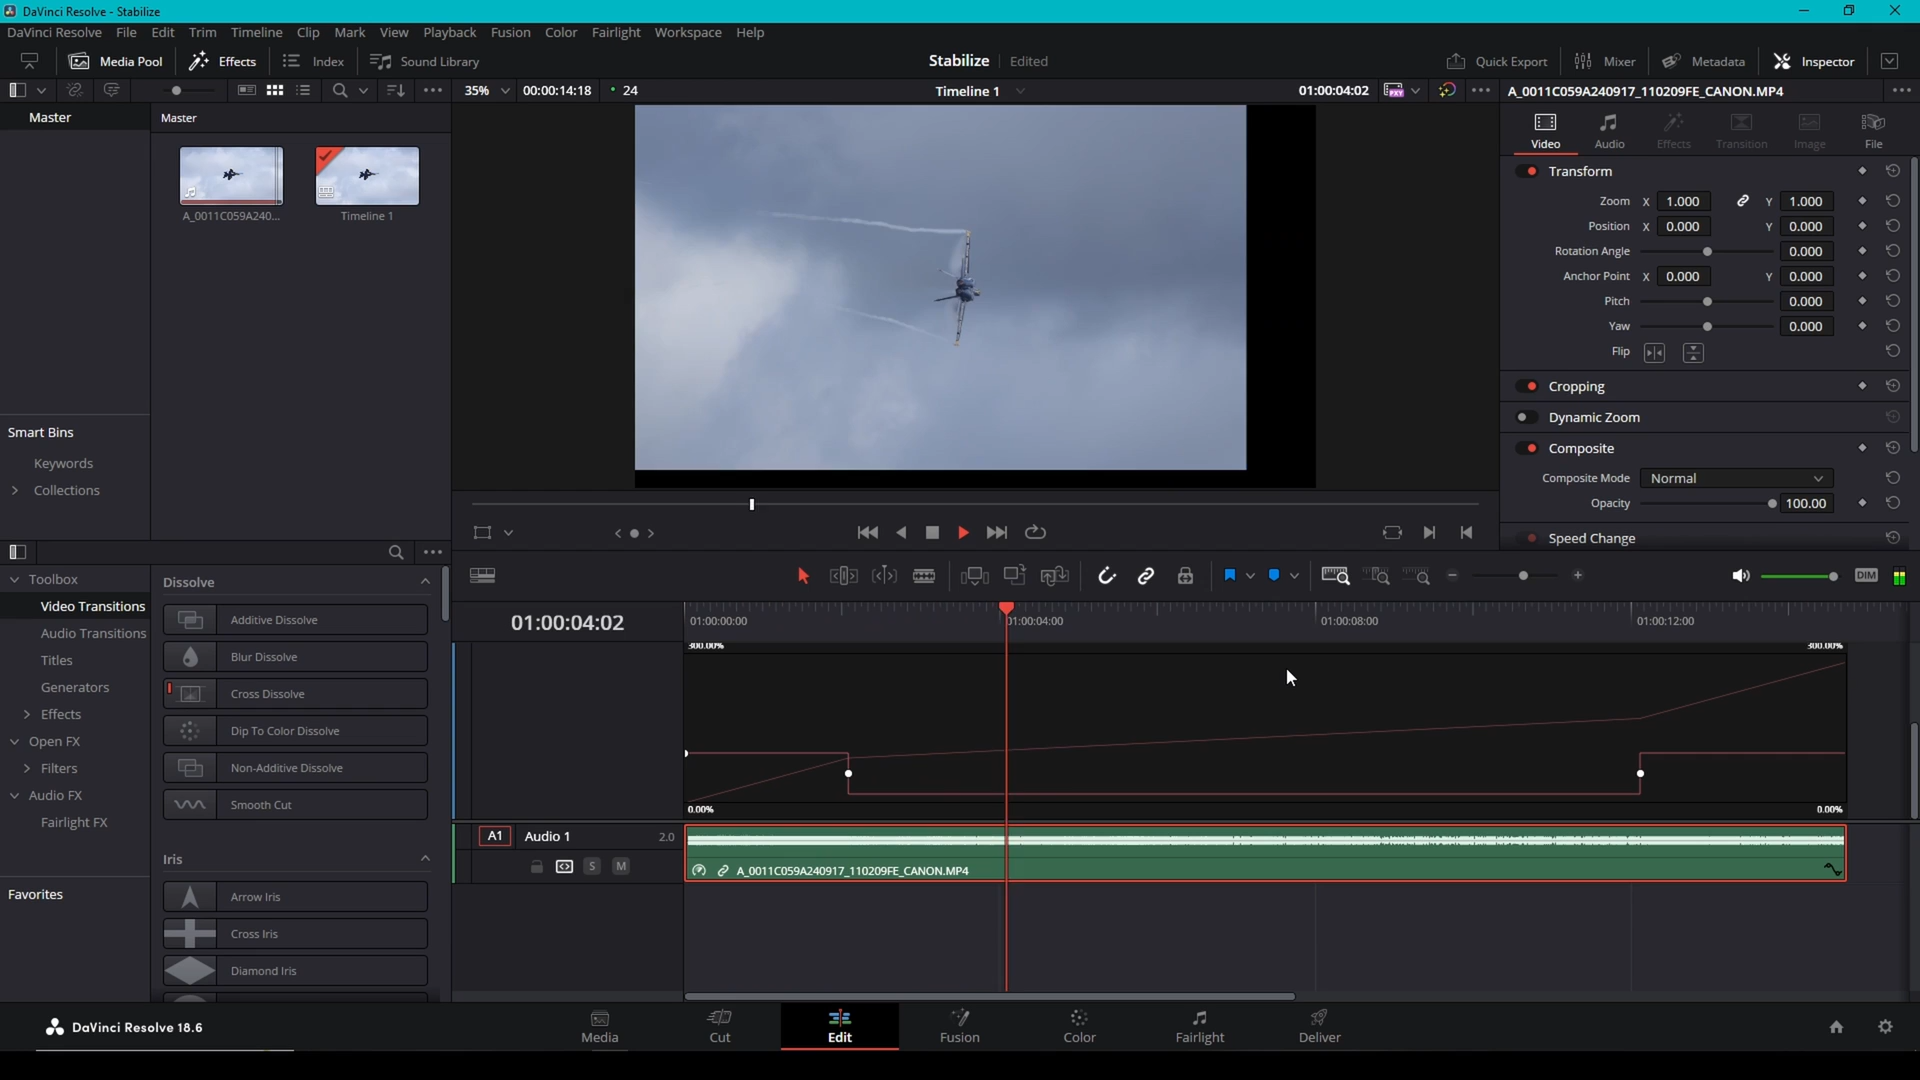 DaVinci Resolve - Stabilize
DaVinci Resolve File Edit Trim Timeline Clip Mark View Playback Fusion Color Fairlight Workspace Help
Media Pool Effects Index Sound Library Stabilize Edited Quick Export Mixer Metadata Inspector
35% 00:00:14:18 24 Timeline 1 01:00:04:02 PXY A_0011C059A240917_110209FE_CANON.MP4
Master
Master
A_0011C059A240...
Timeline 1
Smart Bins
Keywords
Collections
Video Audio Effects Transition Image File
Transform
Zoom X 1.000 Y 1.000
Position X 0.000 Y 0.000
Rotation Angle 0.000
Anchor Point X 0.000 Y 0.000
Pitch 0.000
Yaw 0.000
Flip
Cropping
Dynamic Zoom
Composite
Composite Mode Normal
Opacity 100.00
Speed Change
Toolbox
Video Transitions
Audio Transitions
Titles
Generators
Effects
Open FX
Filters
Audio FX
Fairlight FX
Favorites
Dissolve
Additive Dissolve
Blur Dissolve
Cross Dissolve
Dip To Color Dissolve
Non-Additive Dissolve
Smooth Cut
Iris
Arrow Iris
Cross Iris
Diamond Iris
DIM
01:00:04:02
01:00:00:00 01:00:04:00 01:00:08:00 01:00:12:00
300.00% 300.00%
0.00% 0.00%
A1 Audio 1 2.0
S M
A_0011C059A240917_110209FE_CANON.MP4
DaVinci Resolve 18.6
Media Cut Edit Fusion Color Fairlight Deliver